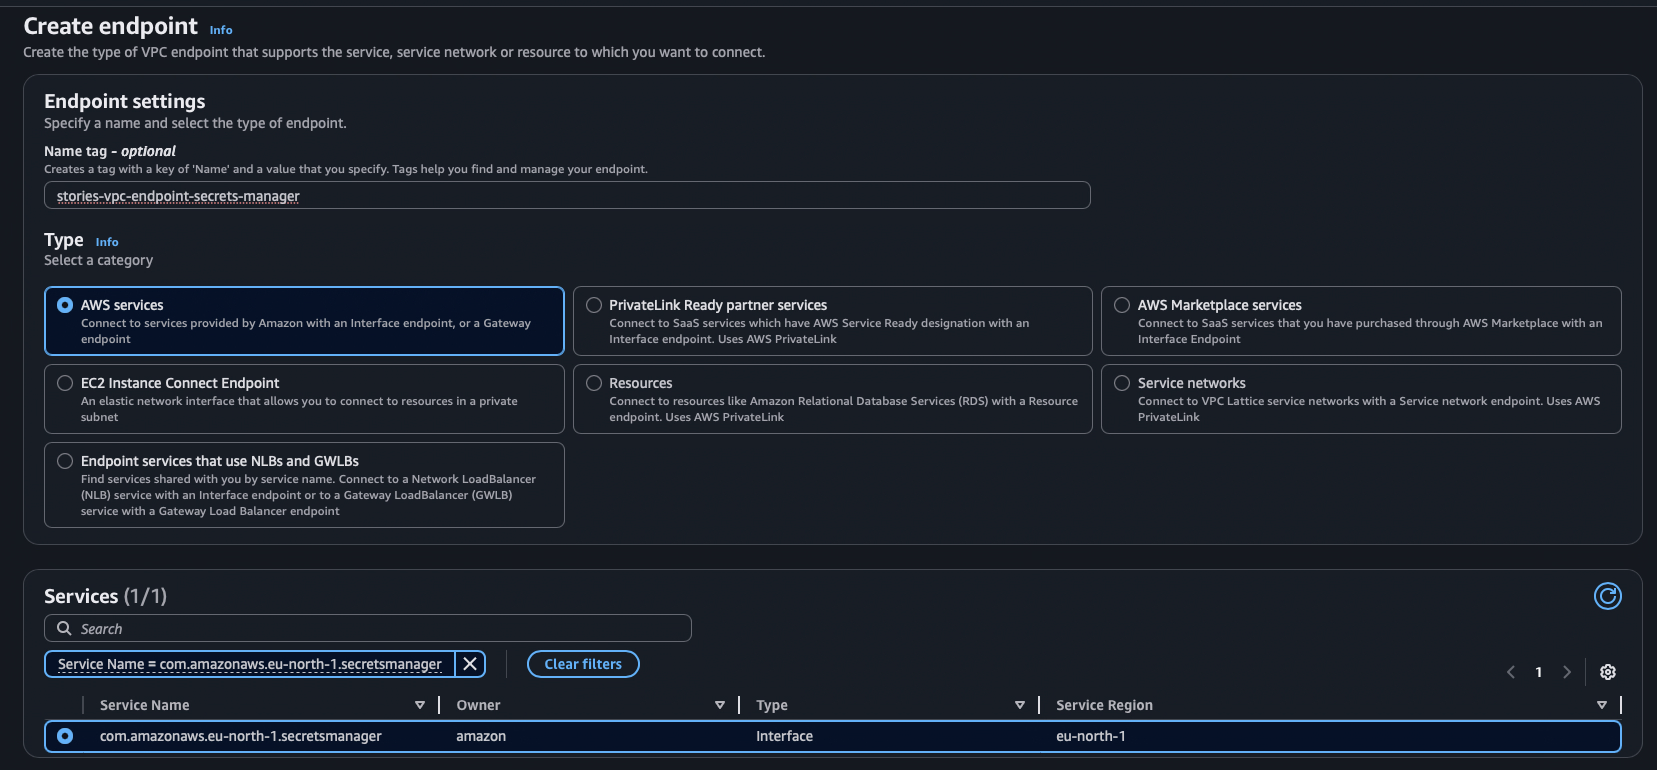 Create endpoint Info
Create the type of VPC endpoint that supports the service, service network or resource to which you want to connect.
Endpoint settings
Specify a name and select the type of endpoint.
Name tag - optional
Creates a tag with a key of 'Name' and a value that you specify. Tags help you find and manage your endpoint.
stories-vpc-endpoint-secrets-manager
Type Info
Select a category
AWS services
Connect to services provided by Amazon with an Interface endpoint, or a Gateway
endpoint
PrivateLink Ready partner services
Connect to SaaS services which have AWS Service Ready designation with an
Interface endpoint. Uses AWS PrivateLink
AWS Marketplace services
Connect to SaaS services that you have purchased through AWS Marketplace with an
Interface Endpoint
EC2 Instance Connect Endpoint
An elastic network interface that allows you to connect to resources in a private
subnet
Resources
Connect to resources like Amazon Relational Database Services (RDS) with a Resource
endpoint. Uses AWS PrivateLink
Service networks
Connect to VPC Lattice service networks with a Service network endpoint. Uses AWS
PrivateLink
Endpoint services that use NLBs and GWLBs
Find services shared with you by service name. Connect to a Network LoadBalancer
(NLB) service with an Interface endpoint or to a Gateway LoadBalancer (GWLB)
service with a Gateway Load Balancer endpoint
Services (1/1)
Search
Service Name = com.amazonaws.eu-north-1.secretsmanager
Clear filters
1
Service Name Owner Type Service Region
com.amazonaws.eu-north-1.secretsmanager amazon Interface eu-north-1